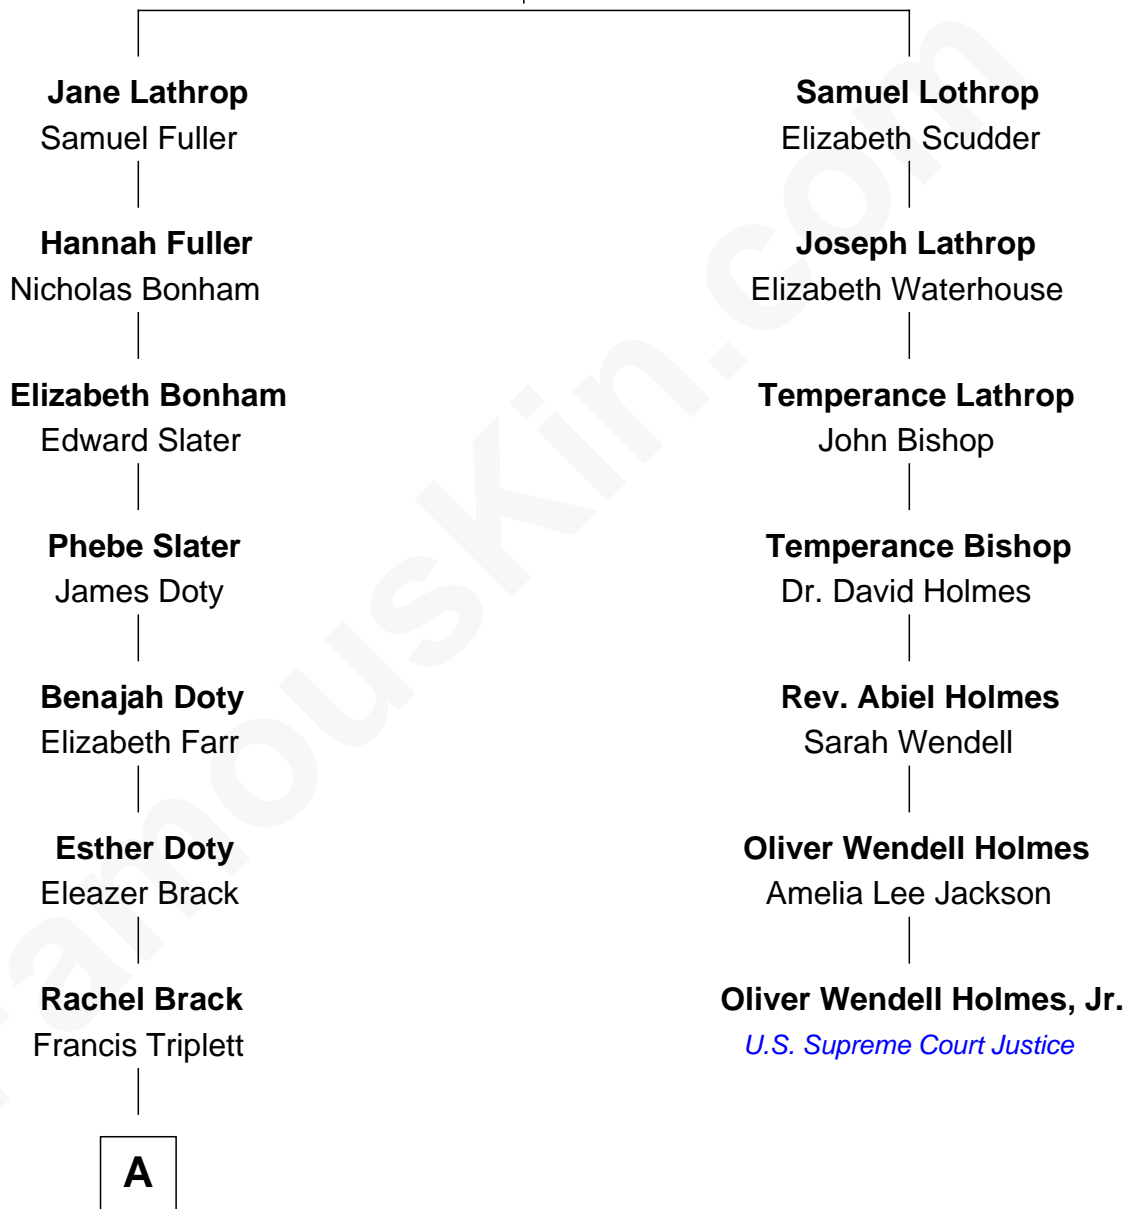 Jane Lathrop
Samuel Fuller
Hannah Fuller
Nicholas Bonham
Elizabeth Bonham
Edward Slater
Phebe Slater
James Doty
Benajah Doty
Elizabeth Farr
Esther Doty
Eleazer Brack
Rachel Brack
Francis Triplett
A
Samuel Lothrop
Elizabeth Scudder
Joseph Lathrop
Elizabeth Waterhouse
Temperance Lathrop
John Bishop
Temperance Bishop
Dr. David Holmes
Rev. Abiel Holmes
Sarah Wendell
Oliver Wendell Holmes
Amelia Lee Jackson
Oliver Wendell Holmes, Jr.
U.S. Supreme Court Justice
FamousKin.com